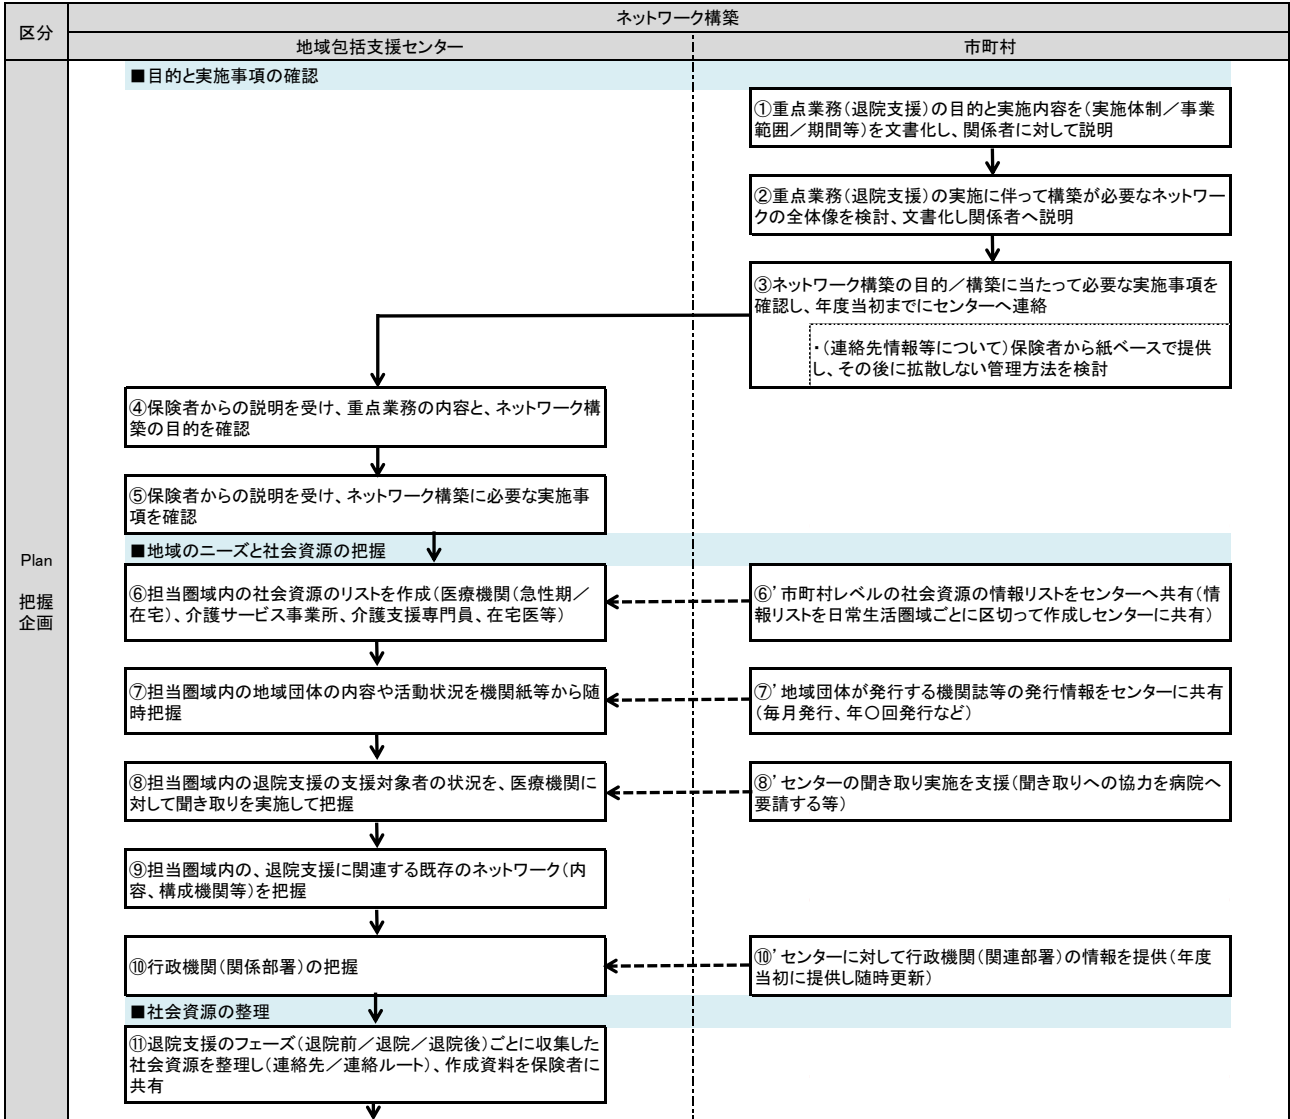 区分
ネットワーク構築
地域包括支援センター
市町村
■目的と実施事項の確認
①重点業務(退院支援)の目的と実施内容を(実施体制／事業
範囲／期間等)を文書化し、関係者に対して説明
②重点業務(退院支援)の実施に伴って構築が必要なネットワー
クの全体像を検討、文書化し関係者へ説明
③ネットワーク構築の目的／構築に当たって必要な実施事項を
確認し、年度当初までにセンターへ連絡
・(連絡先情報等について)保険者から紙ベースで提供
し、その後に拡散しない管理方法を検討
④保険者からの説明を受け、重点業務の内容と、ネットワーク構
築の目的を確認
⑤保険者からの説明を受け、ネットワーク構築に必要な実施事
項を確認
Plan
把握
企画
■地域のニーズと社会資源の把握
⑥担当圏域内の社会資源のリストを作成(医療機関(急性期／
在宅)、介護サービス事業所、介護支援専門員、在宅医等)
⑥’市町村レベルの社会資源の情報リストをセンターへ共有(情
報リストを日常生活圏域ごとに区切って作成しセンターに共有)
⑦担当圏域内の地域団体の内容や活動状況を機関紙等から随
時把握
⑦’地域団体が発行する機関誌等の発行情報をセンターに共有
(毎月発行、年〇回発行など)
⑧担当圏域内の退院支援の支援対象者の状況を、医療機関に
対して聞き取りを実施して把握
⑧’センターの聞き取り実施を支援(聞き取りへの協力を病院へ
要請する等)
⑨担当圏域内の、退院支援に関連する既存のネットワーク(内
容、構成機関等)を把握
⑩行政機関(関係部署)の把握
⑩’センターに対して行政機関(関連部署)の情報を提供(年度
当初に提供し随時更新)
■社会資源の整理
⑪退院支援のフェーズ(退院前／退院／退院後)ごとに収集した
社会資源を整理し(連絡先／連絡ルート)、作成資料を保険者に
共有